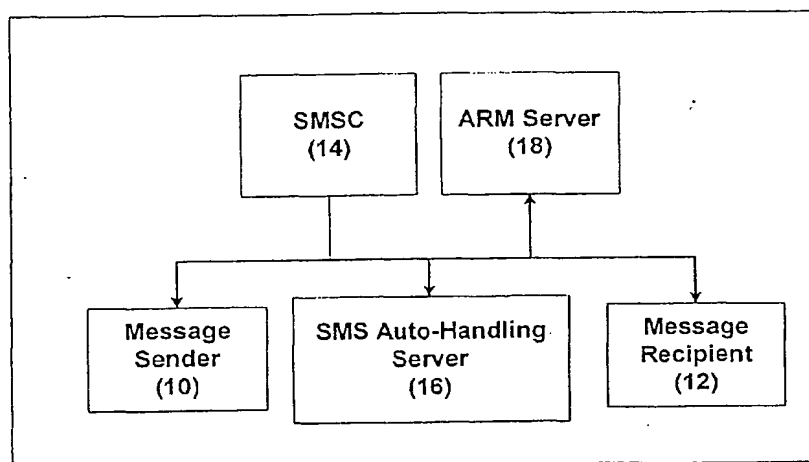 SMSC
(14)
ARM Server
(18)
Message
Sender
(10)
SMS Auto-Handling
Server
(16)
Message
Recipient
(12)